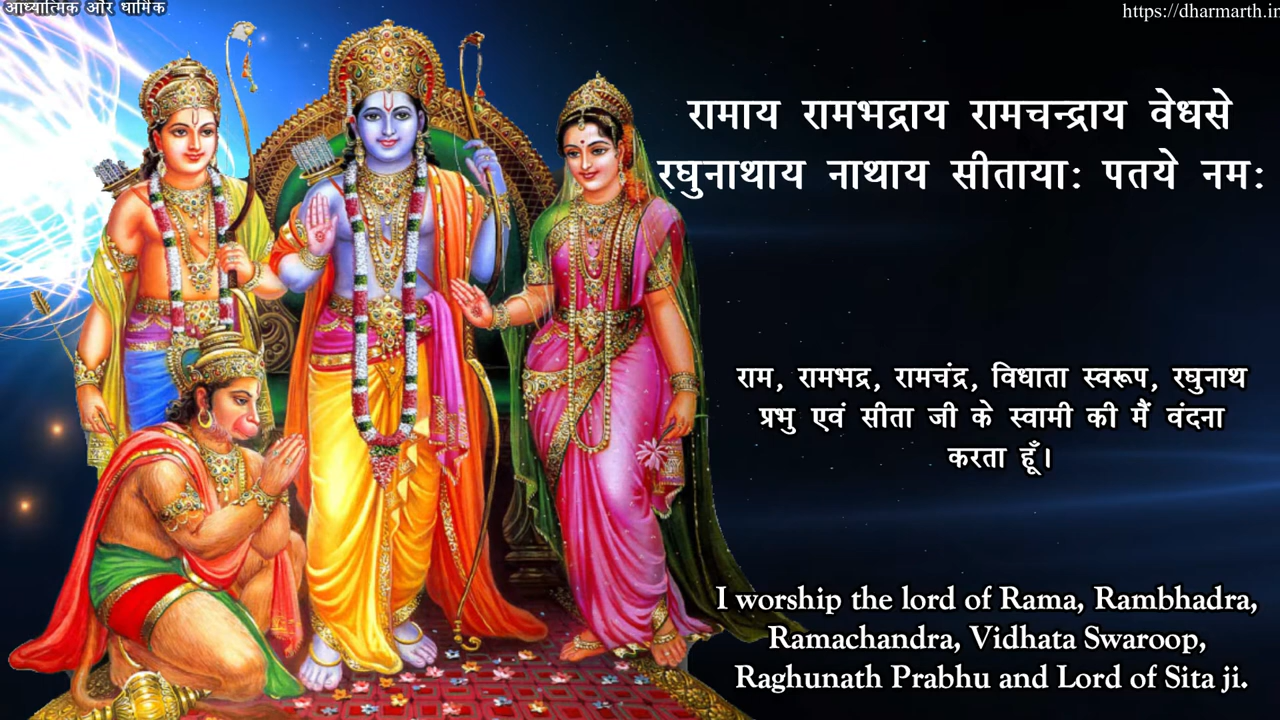 आध्यात्मिक और धार्मिक
https://dharmarth.in
रामाय रामभद्राय रामचन्द्राय वेधसे
रघुनाथाय नाथाय सीतायाः पतये नमः
राम, रामभद्र, रामचंद्र, विधाता स्वरूप, रघुनाथ
प्रभु एवं सीता जी के स्वामी की मैं वंदना
करता हूँ।
I worship the lord of Rama, Rambhadra,
Ramachandra, Vidhata Swaroop,
Raghunath Prabhu and Lord of Sita ji.